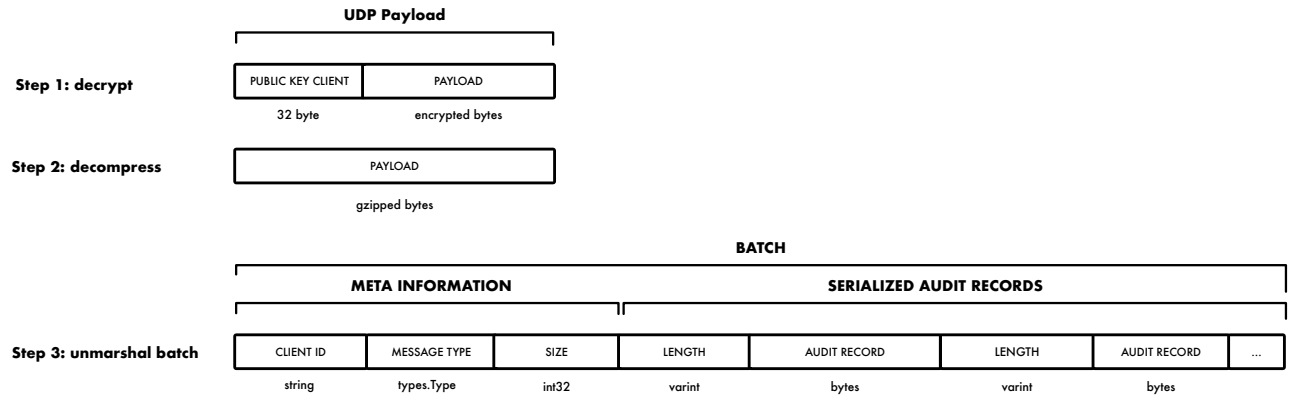 UDP Payload
Step 1: decrypt PUBLIC KEY CLIENT PAYLOAD
32 byte encrypted bytes
Step 2: decompress PAYLOAD
gzipped bytes
BATCH
META INFORMATION SERIALIZED AUDIT RECORDS
Step 3: unmarshal batch CLIENT ID MESSAGE TYPE SIZE LENGTH AUDIT RECORD LENGTH AUDIT RECORD ...
string types.Type int32 varint bytes varint bytes